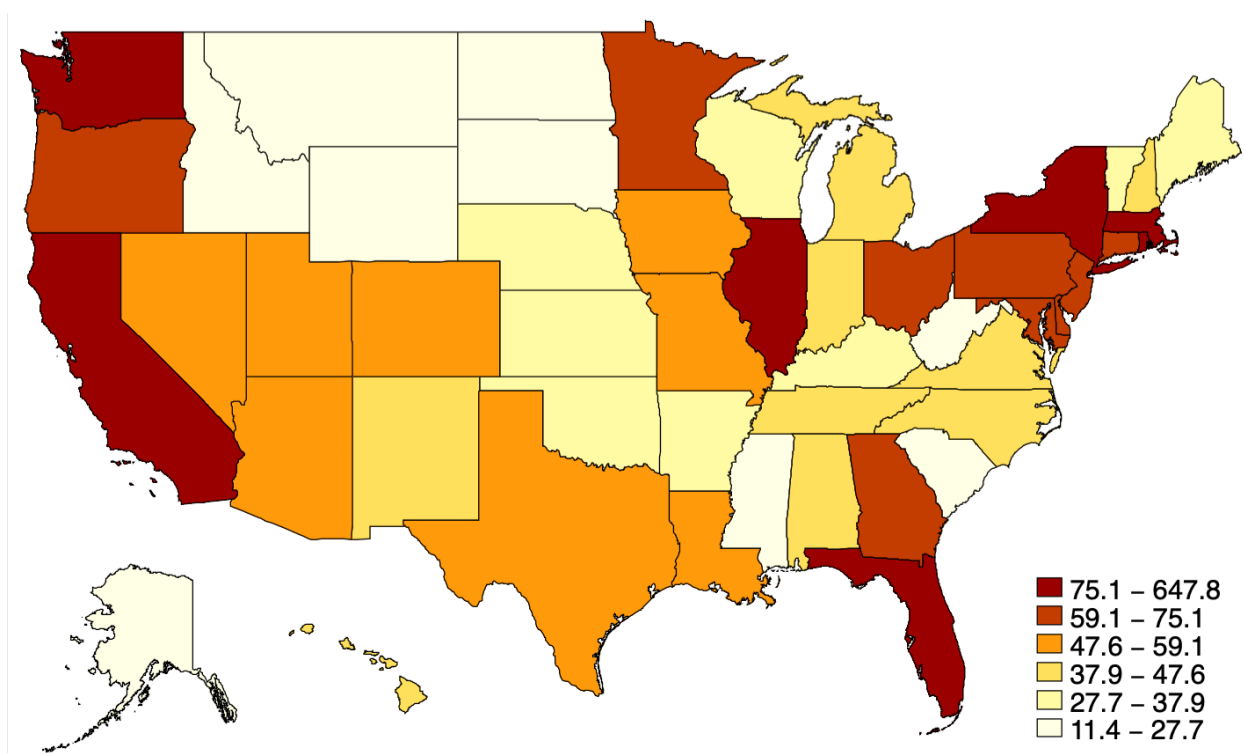 75.1 – 647.8
59.1 – 75.1
47.6 – 59.1
37.9 – 47.6
27.7 – 37.9
11.4 – 27.7